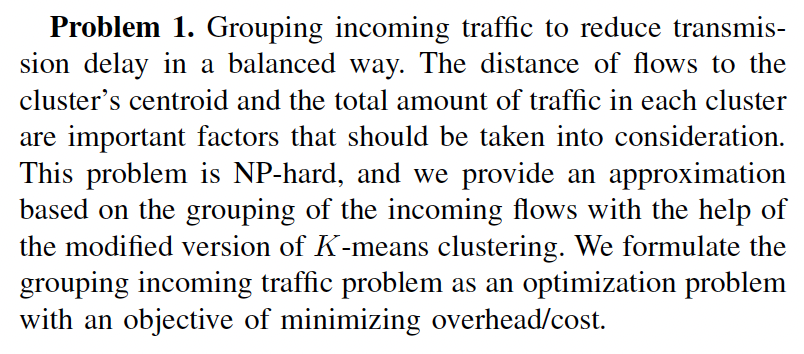 Problem 1. Grouping incoming traffic to reduce transmis-
sion delay in a balanced way. The distance of flows to the
cluster's centroid and the total amount of traffic in each cluster
are important factors that should be taken into consideration.
This problem is NP-hard, and we provide an approximation
based on the grouping of the incoming flows with the help of
the modified version of K-means clustering. We formulate the
grouping incoming traffic problem as an optimization problem
with an objective of minimizing overhead/cost.